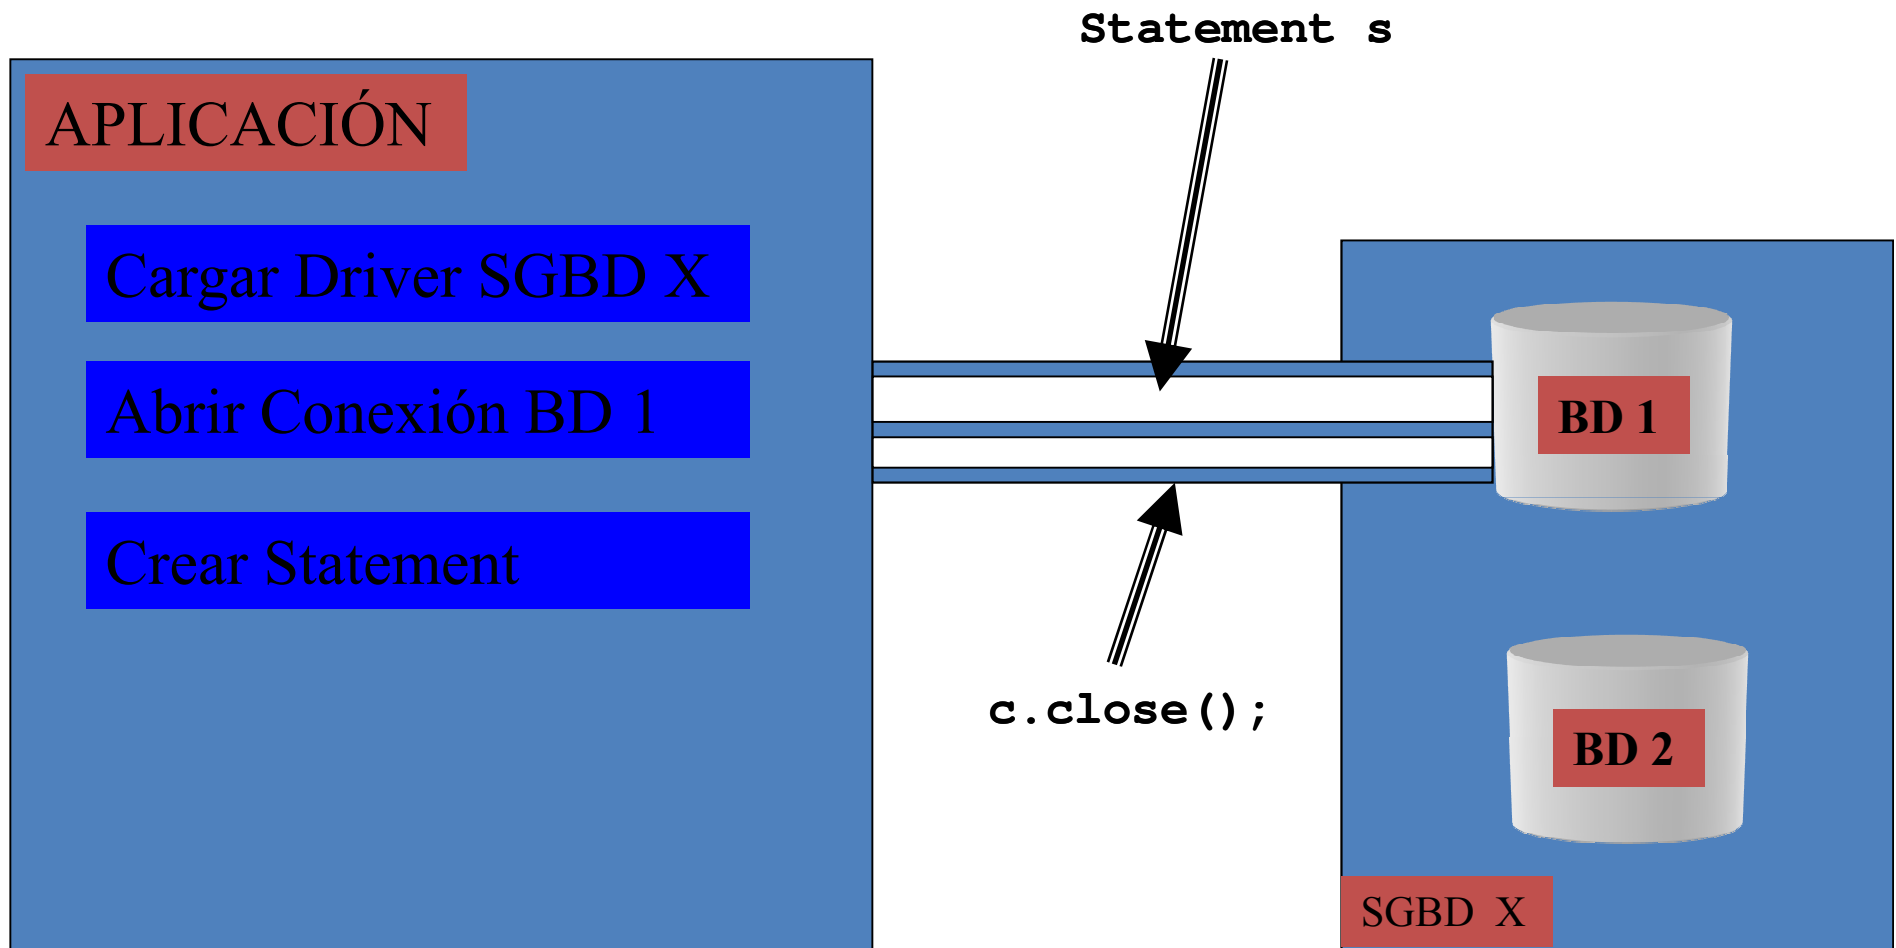 Statement s
APLICACIÓN
Cargar Driver SGBD X
Abrir Conexión BD 1
Crear Statement
BD 1
c.close();
BD 2
SGBD X